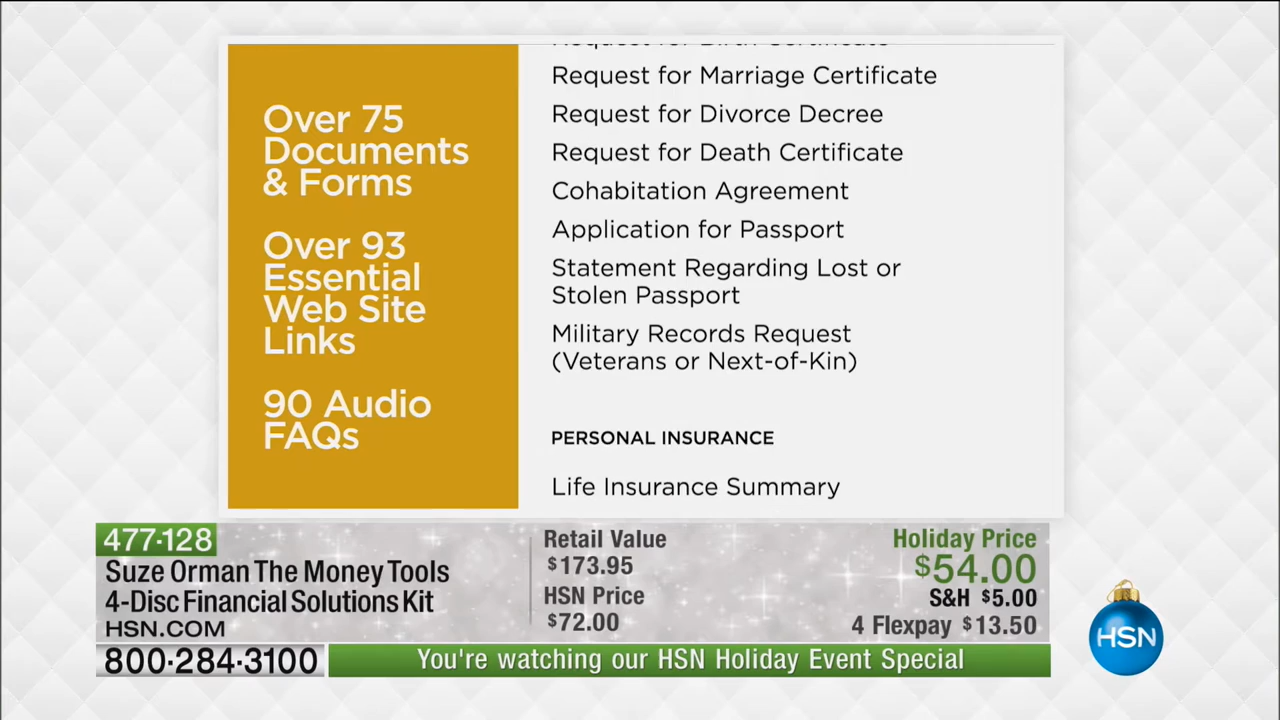 Over 75
Documents
& Forms
Over 93
Essential
Web Site
Links
90 Audio
FAQs
Request for Birth Certificate
Request for Marriage Certificate
Request for Divorce Decree
Request for Death Certificate
Cohabitation Agreement
Application for Passport
Statement Regarding Lost or
Stolen Passport
Military Records Request
(Veterans or Next-of-Kin)
PERSONAL INSURANCE
Life Insurance Summary
477-128
Suze Orman The Money Tools
4-Disc Financial Solutions Kit
HSN.COM
Retail Value
$173.95
HSN Price
$72.00
Holiday Price
$54.00
S&H $5.00
4 Flexpay $13.50
800-284-3100
You're watching our HSN Holiday Event Special
HSN